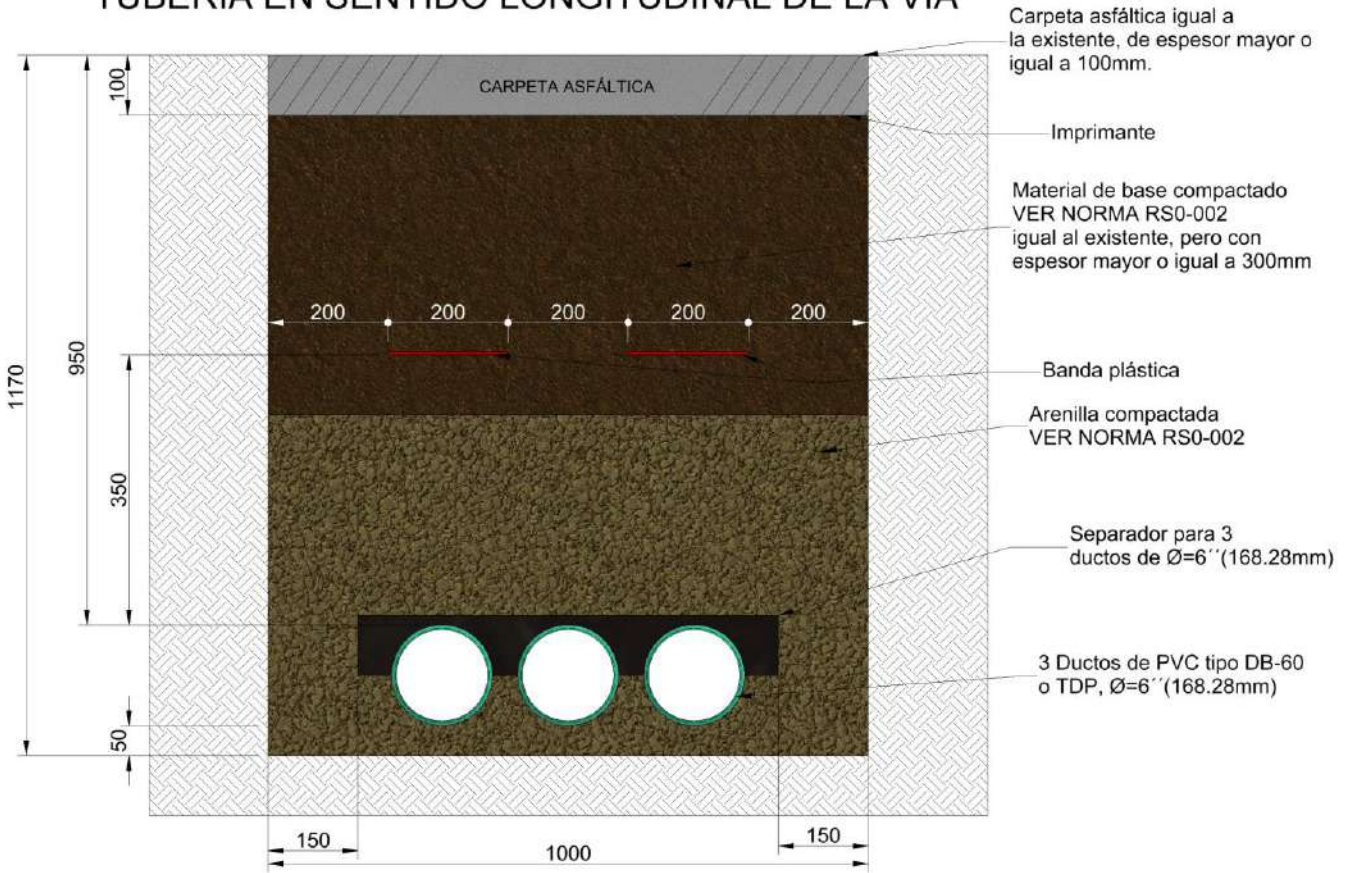 TUBERÍA EN SENTIDO LONGITUDINAL DE LA VÍA
Carpeta asfáltica igual a
la existente, de espesor mayor o
igual a 100mm.
100
CARPETA ASFÁLTICA
Imprimante
Material de base compactado
VER NORMA RS0-002
igual al existente, pero con
espesor mayor o igual a 300mm
200
200
200
200
200
950
1170
Banda plástica
Arenilla compactada
VER NORMA RS0-002
350
Separador para 3
ductos de Ø=6´´(168.28mm)
3 Ductos de PVC tipo DB-60
o TDP, Ø=6´´(168.28mm)
50
150
1000
150